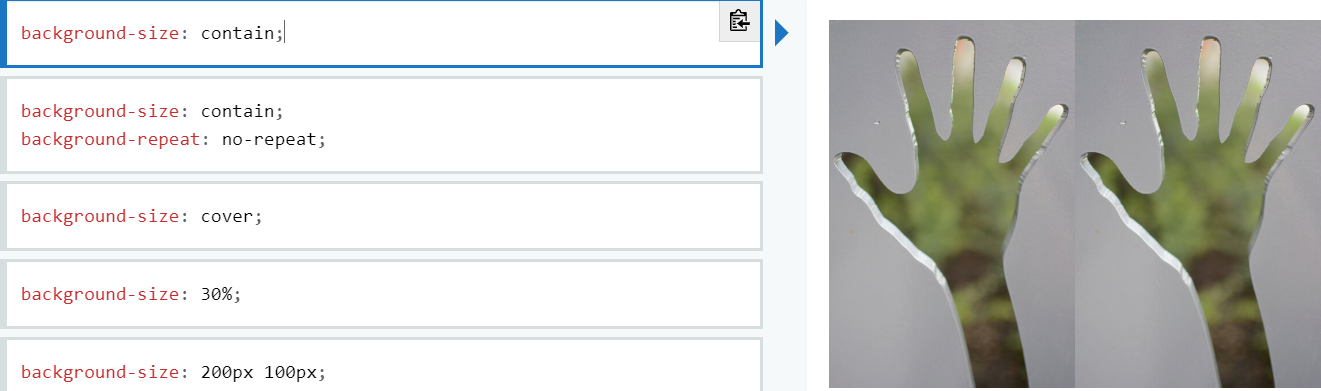 background-size: contain;
background-size: contain;
background-repeat: no-repeat;
background-size: cover;
background-size: 30%;
background-size: 200px 100px;